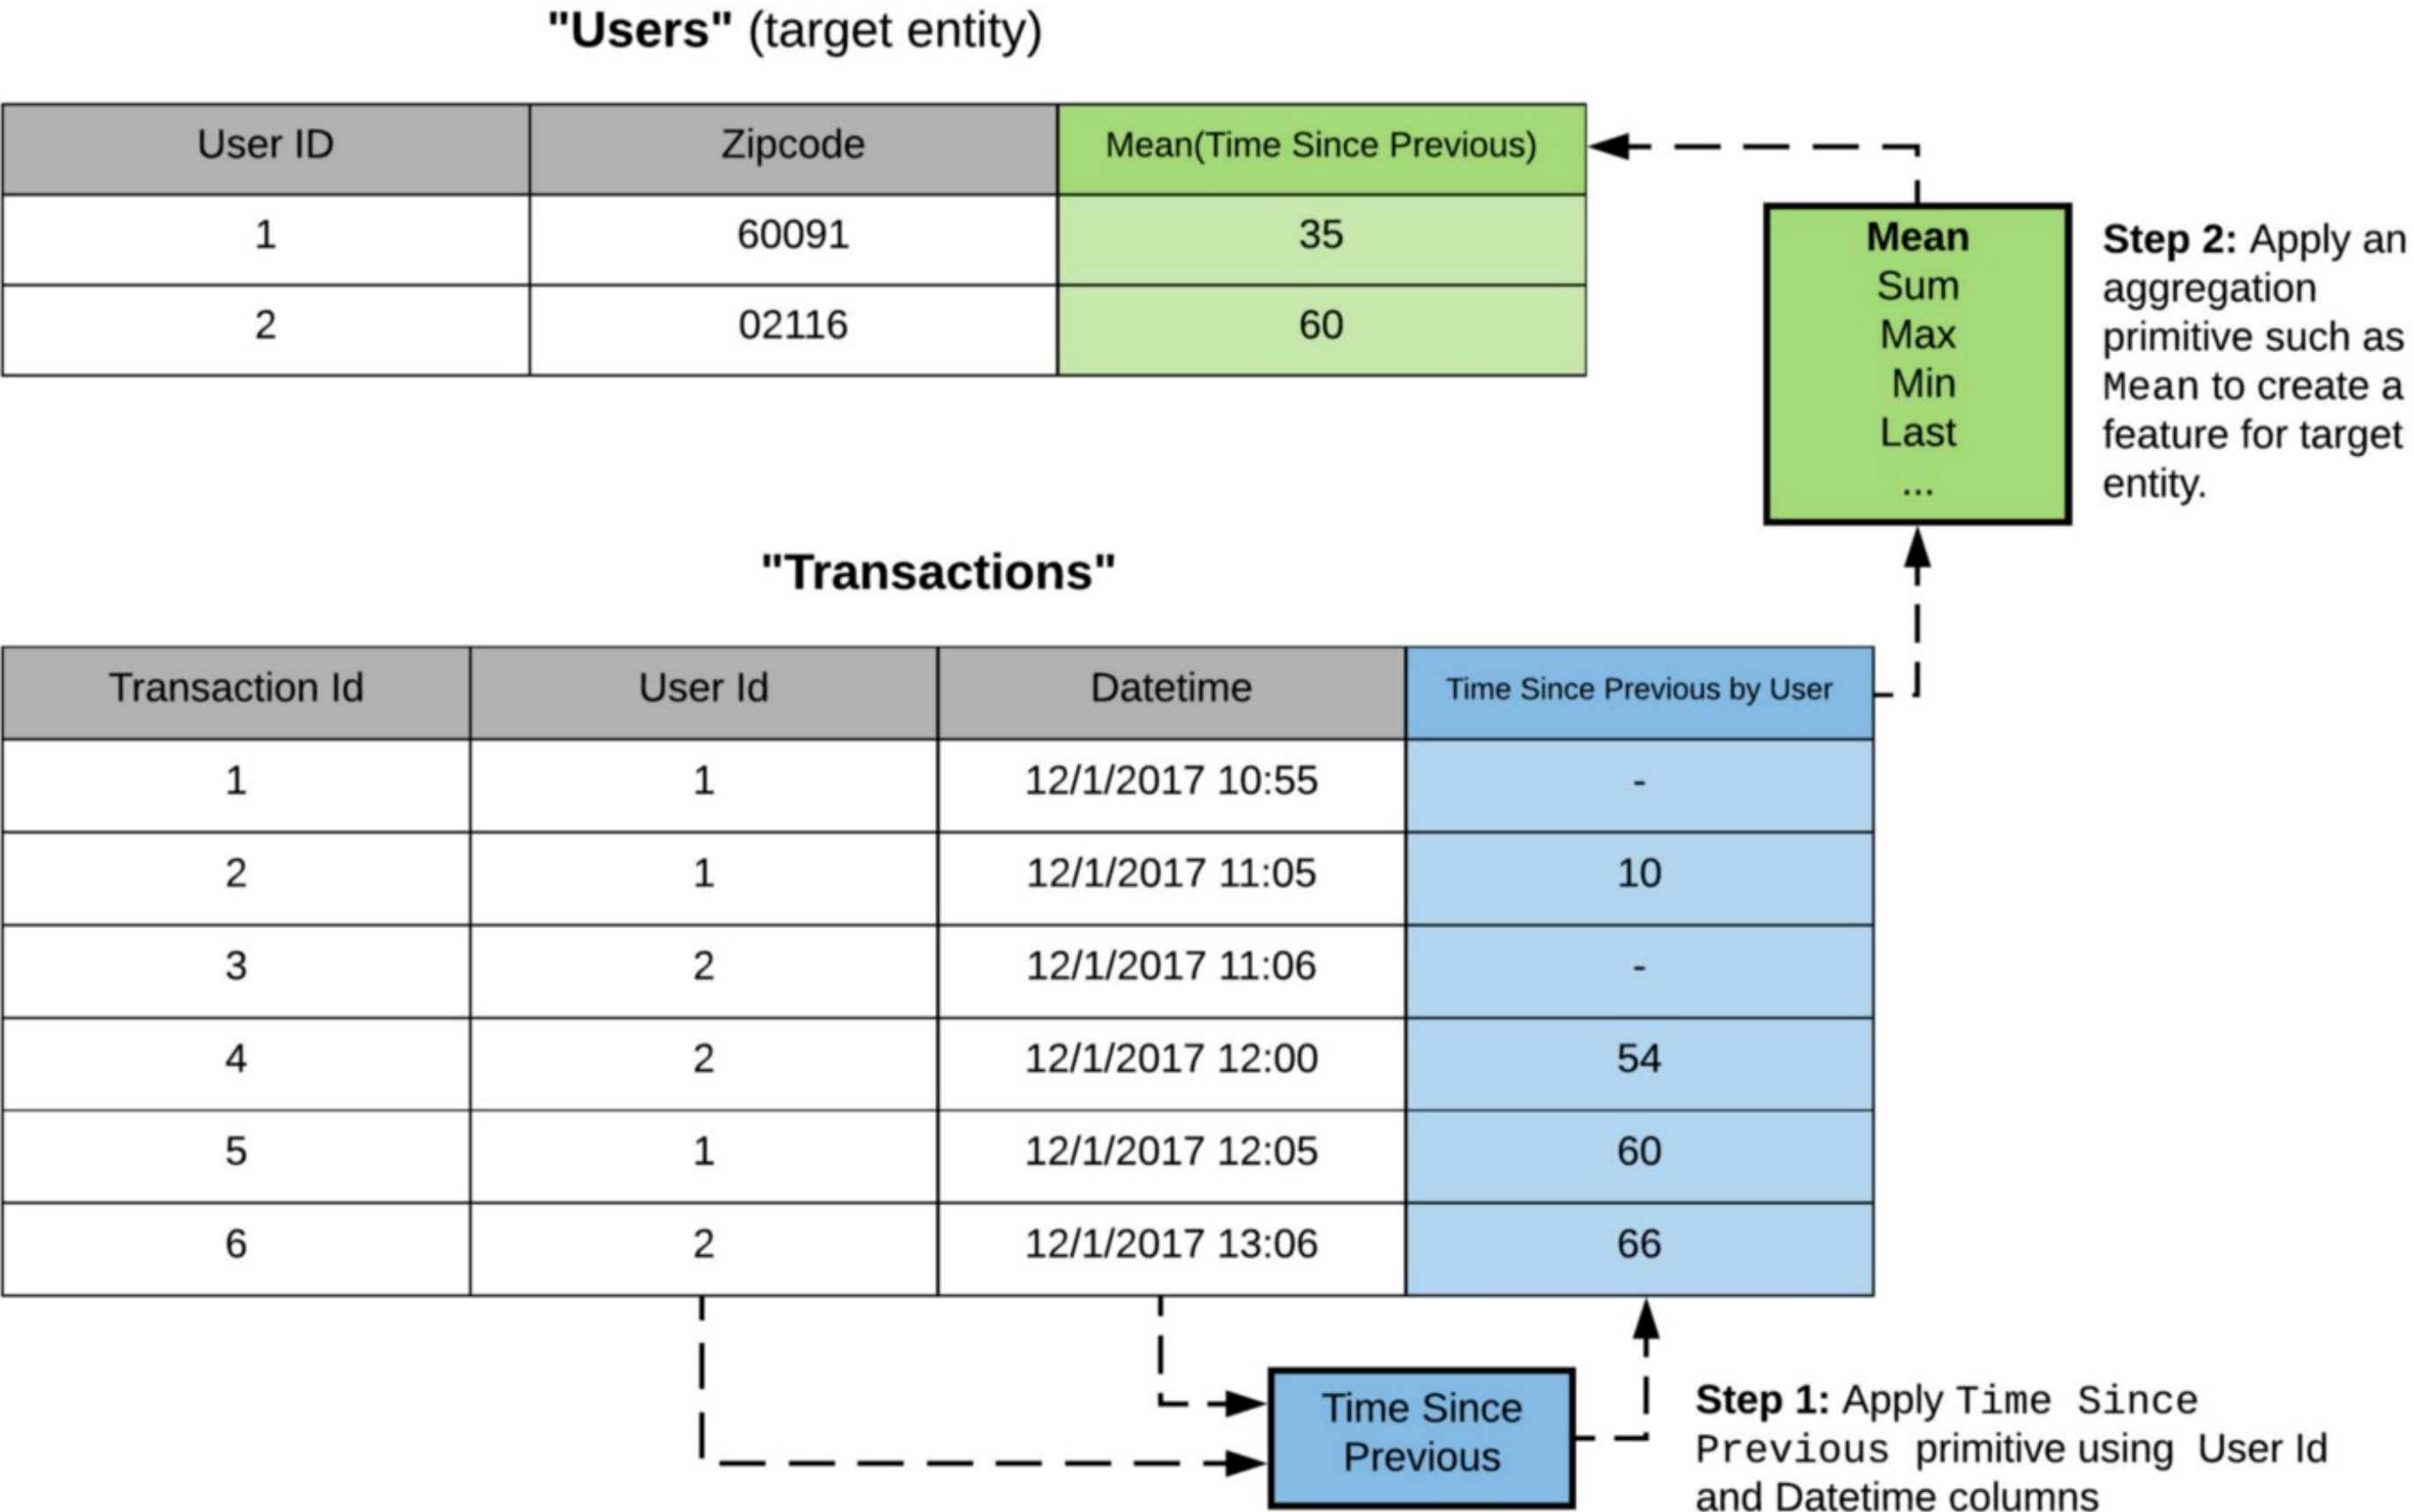 "Users" (target entity)
User ID Zipcode Mean(Time Since Previous)
1 60091 35
2 02116 60
Mean
Sum
Max
Min
Last
...
Step 2: Apply an
aggregation
primitive such as
Mean to create a
feature for target
entity.
"Transactions"
Transaction Id User Id Datetime Time Since Previous by User
1 1 12/1/2017 10:55 -
2 1 12/1/2017 11:05 10
3 2 12/1/2017 11:06 -
4 2 12/1/2017 12:00 54
5 1 12/1/2017 12:05 60
6 2 12/1/2017 13:06 66
Time Since
Previous
Step 1: Apply Time Since
Previous primitive using User Id
and Datetime columns